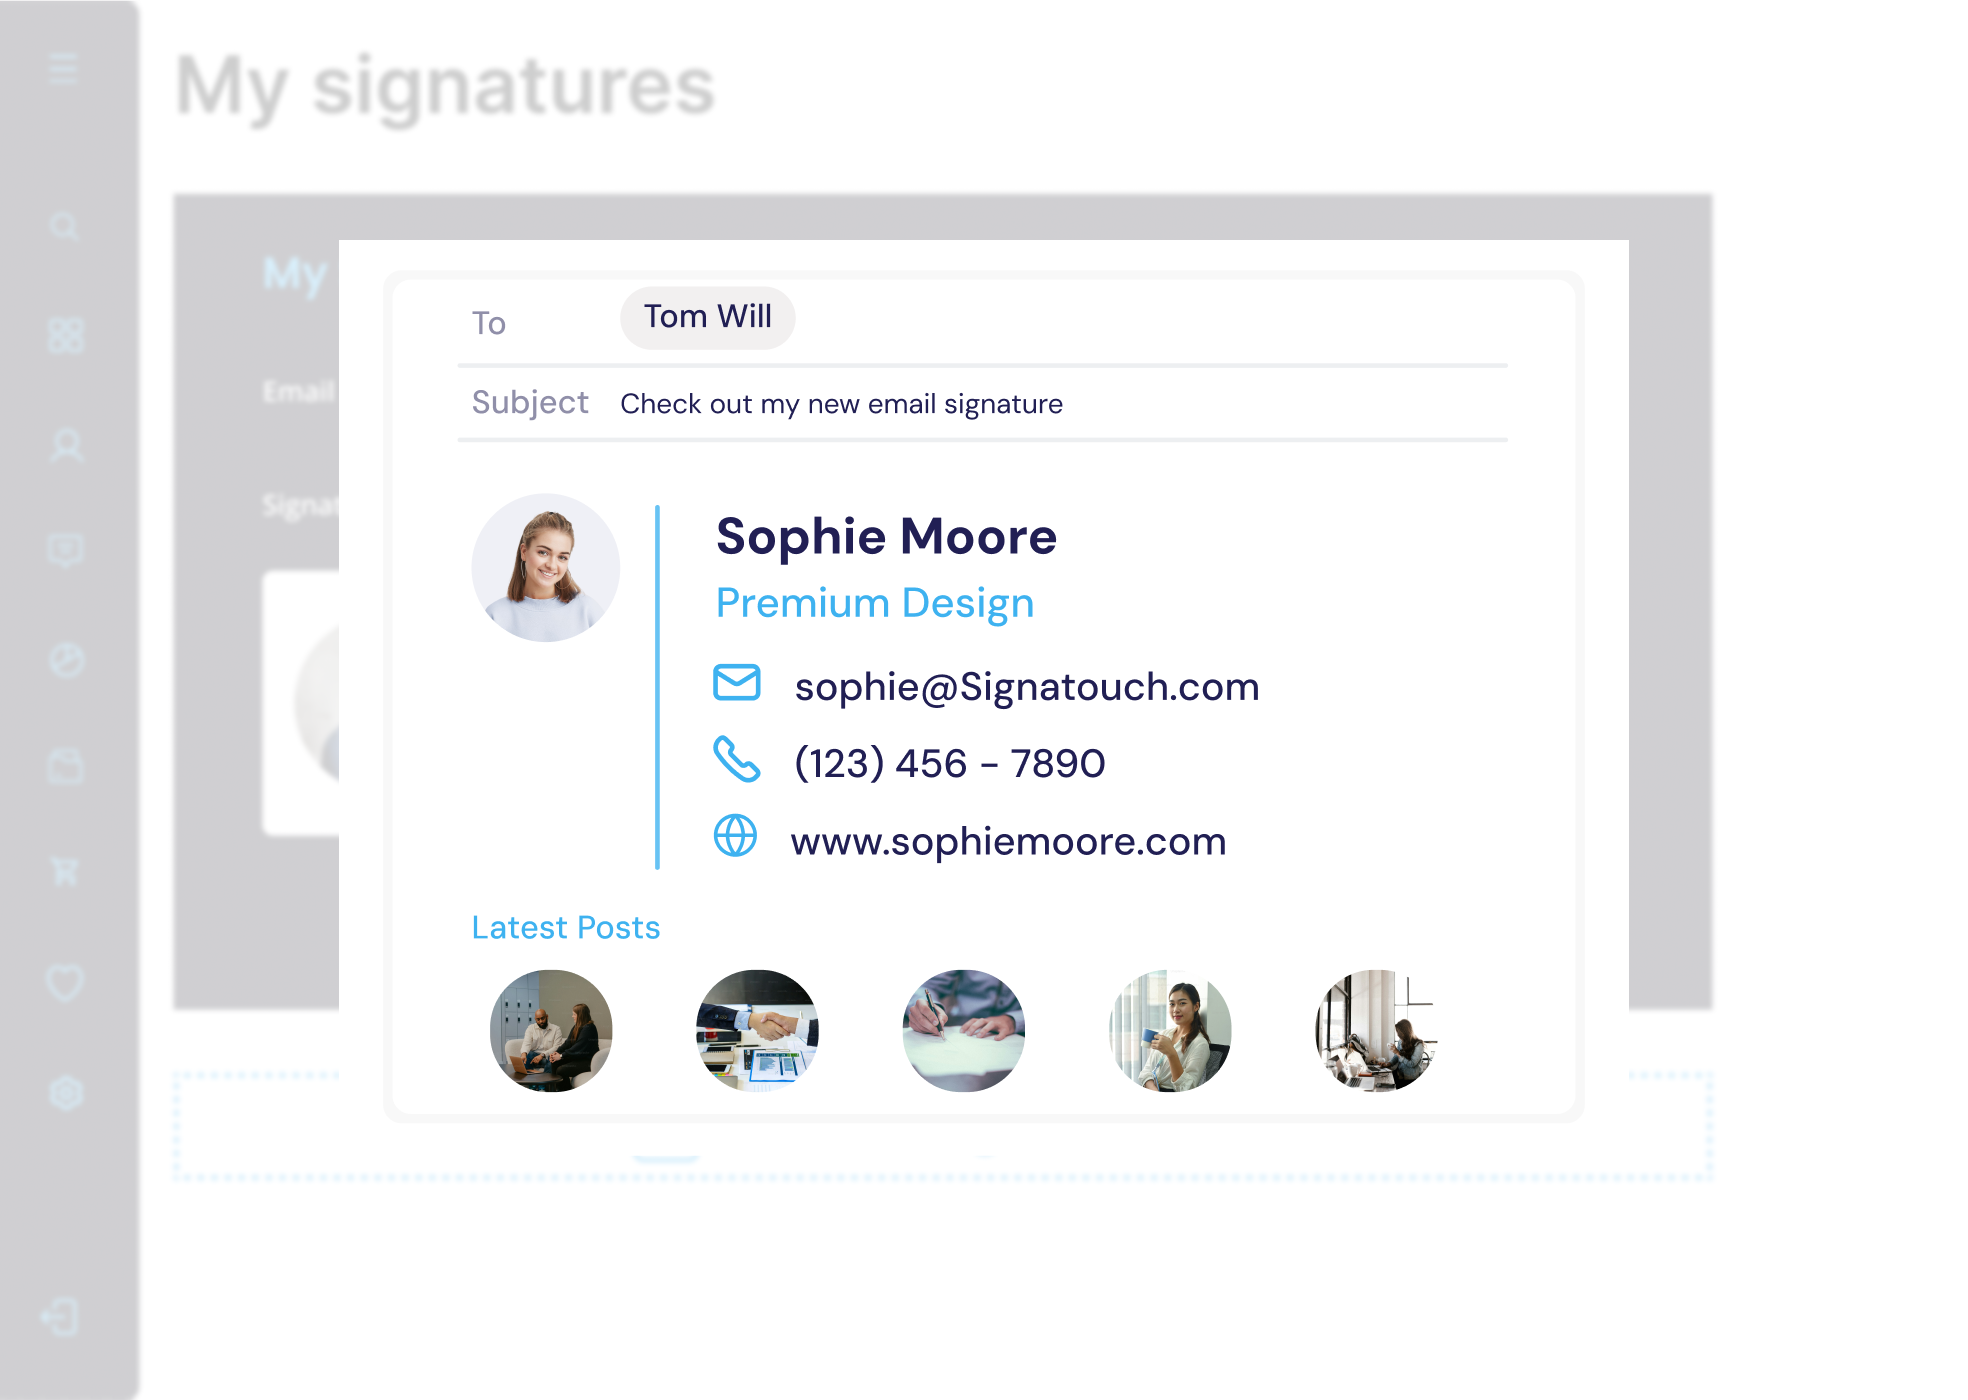 My signatures
My
Email
To Tom Will
Subject Check out my new email signature
Sophie Moore
Premium Design
sophie@Signatouch.com
(123) 456 - 7890
www.sophiemoore.com
Latest Posts